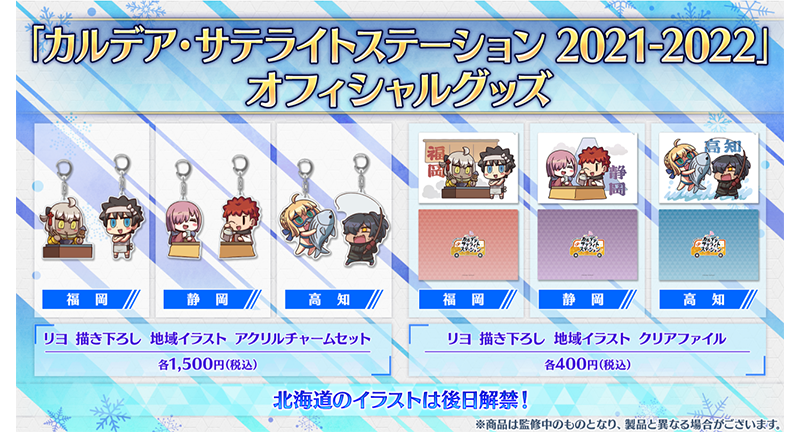 「カルデア・サテライトステーション 2021-2022」
オフィシャルグッズ
福岡
静岡
高知
福岡
静岡
高知
福岡
静岡
高知
リヨ 描き下ろし 地域イラスト アクリルチャームセット
各1,500円(税込)
リヨ 描き下ろし 地域イラスト クリアファイル
各400円(税込)
北海道のイラストは後日解禁！
※商品は監修中のものとなり、製品と異なる場合がございます。